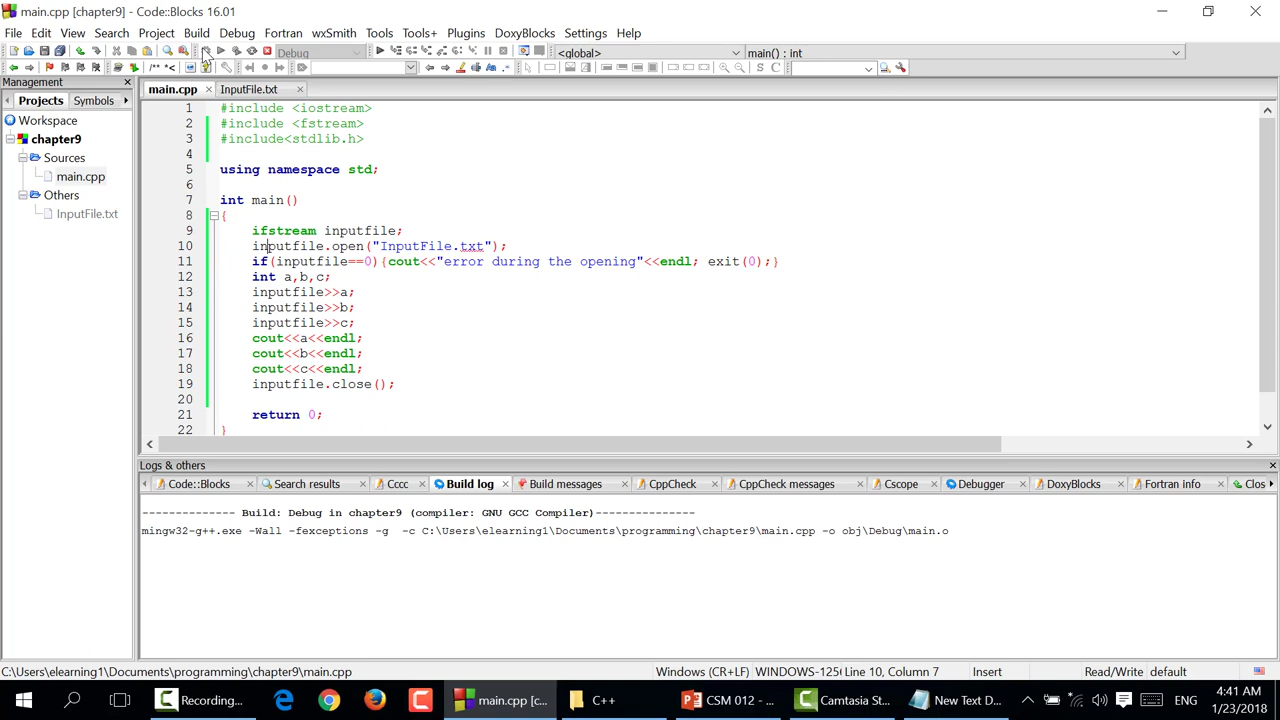 main.cpp [chapter9] - Code::Blocks 16.01
File Edit View Search Project Build Debug Fortran wxSmith Tools Tools+ Plugins DoxyBlocks Settings Help
Debug <global> main() : int
/** *<
Management
Projects Symbols
main.cpp InputFile.txt
Workspace
chapter9
Sources
main.cpp
Others
InputFile.txt
1 #include <iostream>
2 #include <fstream>
3 #include<stdlib.h>
4
5 using namespace std;
6
7 int main()
8 {
9 ifstream inputfile;
10 inputfile.open("InputFile.txt");
11 if(inputfile==0){cout<<"error during the opening"<<endl; exit(0);}
12 int a,b,c;
13 inputfile>>a;
14 inputfile>>b;
15 inputfile>>c;
16 cout<<a<<endl;
17 cout<<b<<endl;
18 cout<<c<<endl;
19 inputfile.close();
20
21 return 0;
22 }
Logs & others
Code::Blocks Search results Cccc Build log Build messages CppCheck CppCheck messages Cscope Debugger DoxyBlocks Fortran info Clos
-------------- Build: Debug in chapter9 (compiler: GNU GCC Compiler)---------------
mingw32-g++.exe -Wall -fexceptions -g -c C:\Users\elearning1\Documents\programming\chapter9\main.cpp -o obj\Debug\main.o
C:\Users\elearning1\Documents\programming\chapter9\main.cpp Windows (CR+LF) WINDOWS-125 Line 10, Column 7 Insert Read/Write default
Recording... main.cpp [c... C++ CSM 012 - ... Camtasia St... New Text D... ENG 4:41 AM
1/23/2018